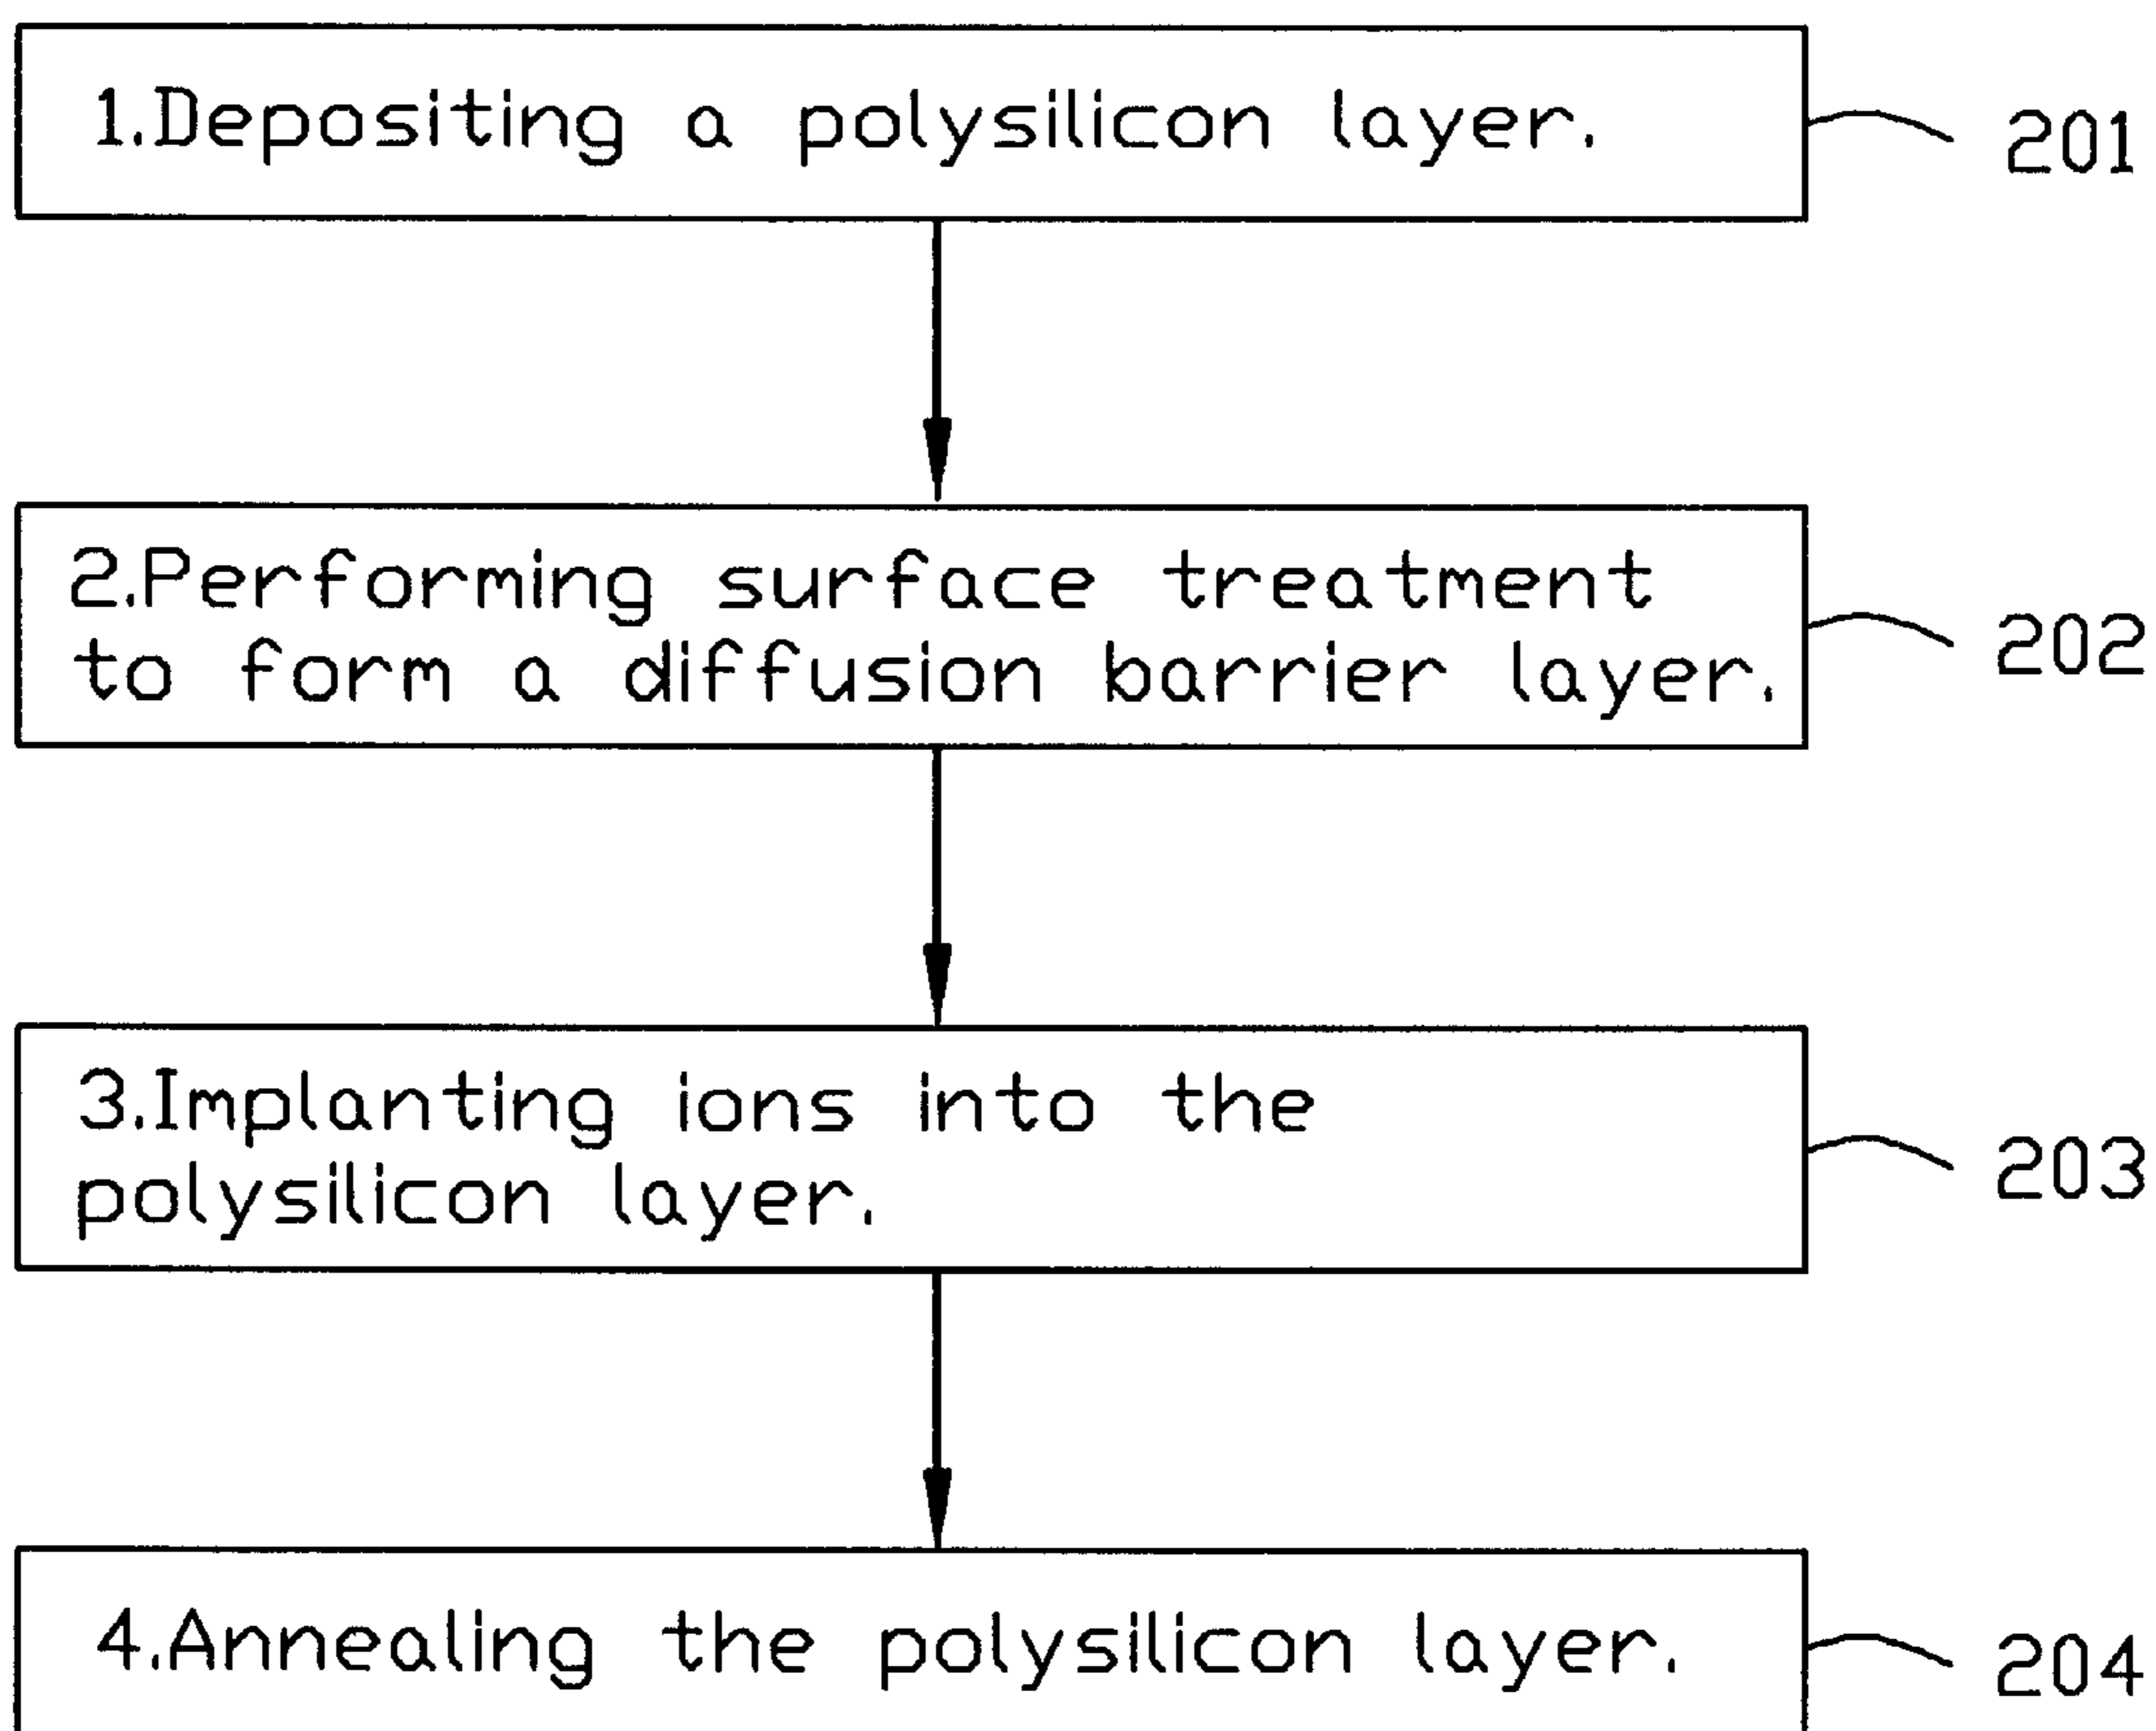 1.Depositing a polysilicon layer.
201
2.Performing surface treatment
to form a diffusion barrier layer.
202
3.Implanting ions into the
polysilicon layer.
203
4.Annealing the polysilicon layer.
204